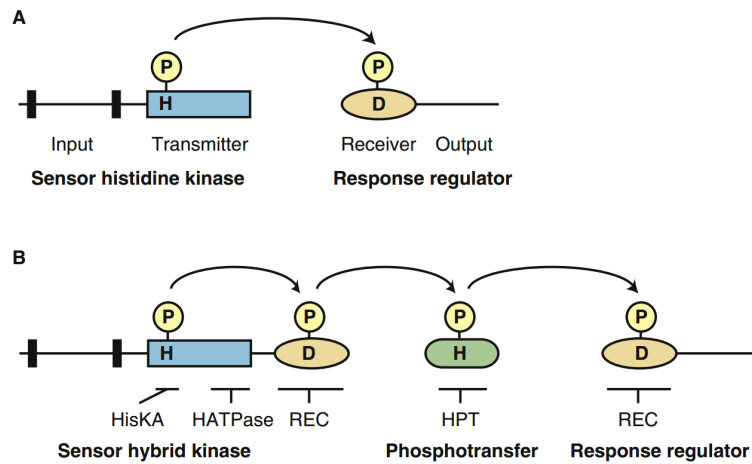 A
P P
H D
Input Transmitter Receiver Output
Sensor histidine kinase Response regulator
B
P P P P
H D H D
HisKA HATPase REC HPT REC
Sensor hybrid kinase Phosphotransfer Response regulator